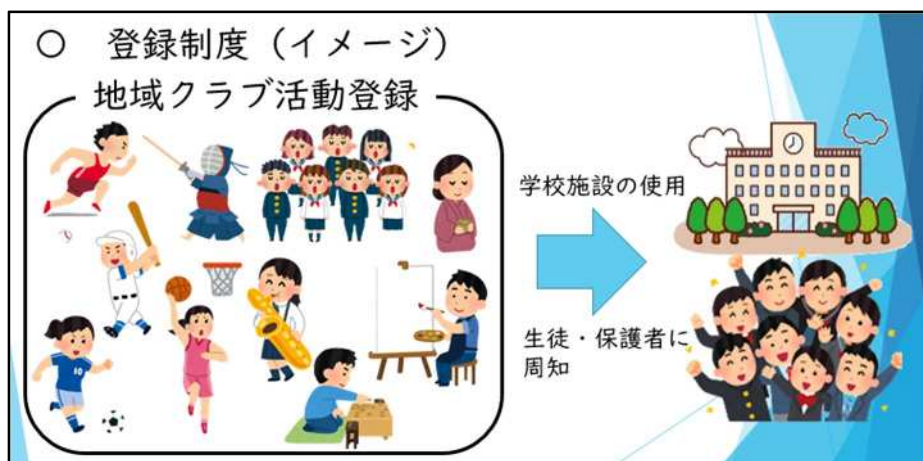 ○ 登録制度（イメージ）
地域クラブ活動登録
学校施設の使用
生徒・保護者に
周知
10